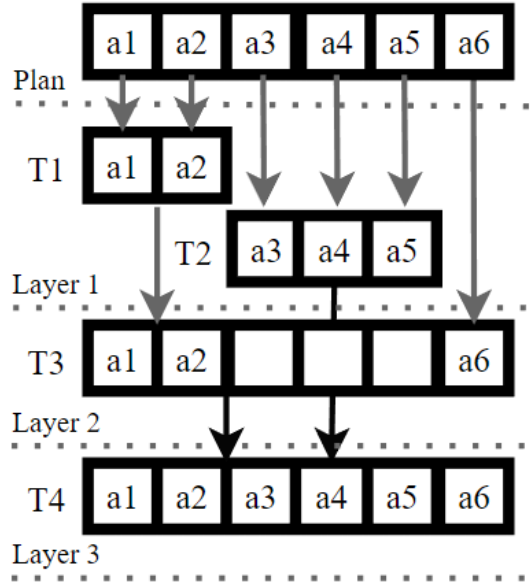 a1 a2 a3 a4 a5 a6
Plan
T1 a1 a2
T2 a3 a4 a5
Layer 1
T3 a1 a2 a6
Layer 2
T4 a1 a2 a3 a4 a5 a6
Layer 3